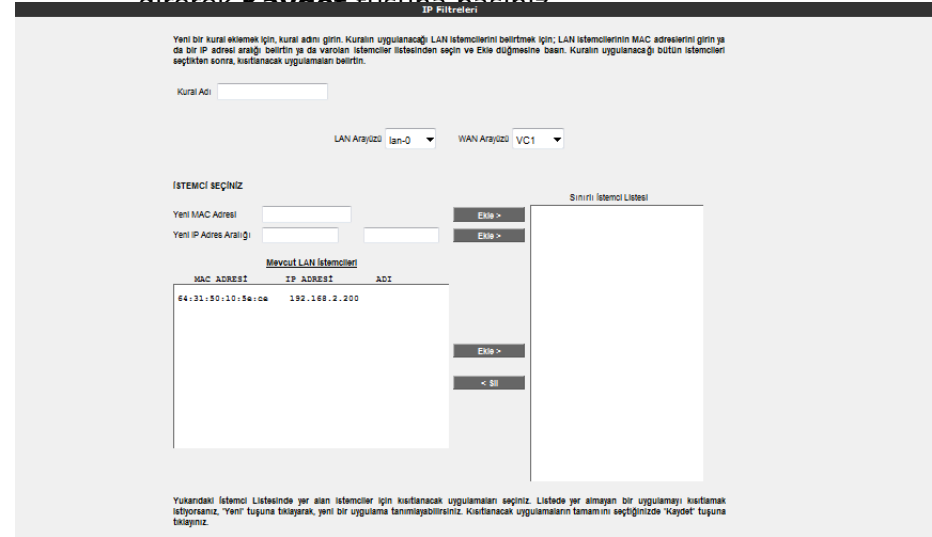 IP Filtreleri
Yeni bir kural eklemek için, kural adını girin. Kuralın uygulanacağı LAN istemcilerini belirtmek için; LAN istemcilerinin MAC adreslerini girin ya
da bir IP adresi aralığı belirtin ya da varolan istemciler listesinden seçin ve Ekle düğmesine basın. Kuralın uygulanacağı bütün istemcileri
seçtikten sonra, kısıtlanacak uygulamaları belirtin.
Kural Adı
LAN Arayüzü lan-0 WAN Arayüzü VC1
İSTEMCİ SEÇİNİZ
Sınırlı İstemci Listesi
Yeni MAC Adresi Ekle >
Yeni IP Adres Aralığı Ekle >
Mevcut LAN İstemcileri
MAC ADRESİ IP ADRESİ ADI
64:31:50:10:5e:ce 192.168.2.200
Ekle >
< Sil
Yukarıdaki İstemci Listesinde yer alan istemciler için kısıtlanacak uygulamaları seçiniz. Listede yer almayan bir uygulamayı kısıtlamak
istiyorsanız, 'Yeni' tuşuna tıklayarak, yeni bir uygulama tanımlayabilirsiniz. Kısıtlanacak uygulamaların tamamını seçtiğinizde 'Kaydet' tuşuna
tıklayınız.